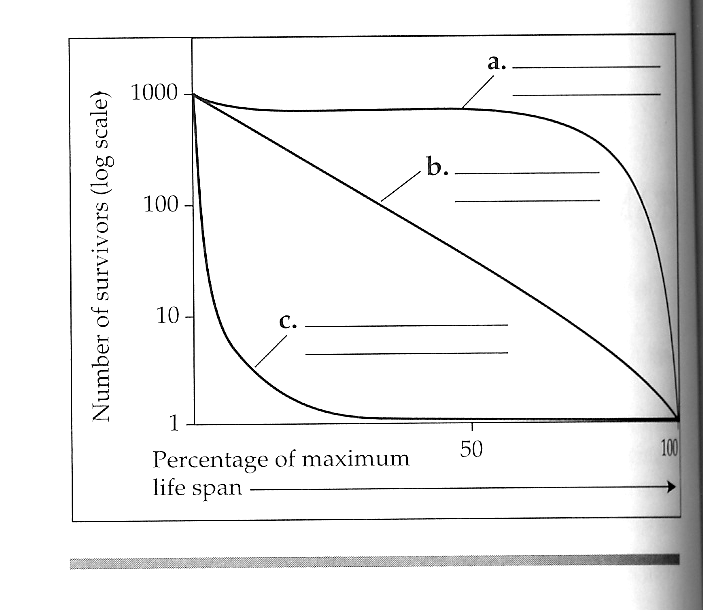 a.
1000
Number of survivors (log scale)
b.
100
10
c.
1
50
100
Percentage of maximum
life span